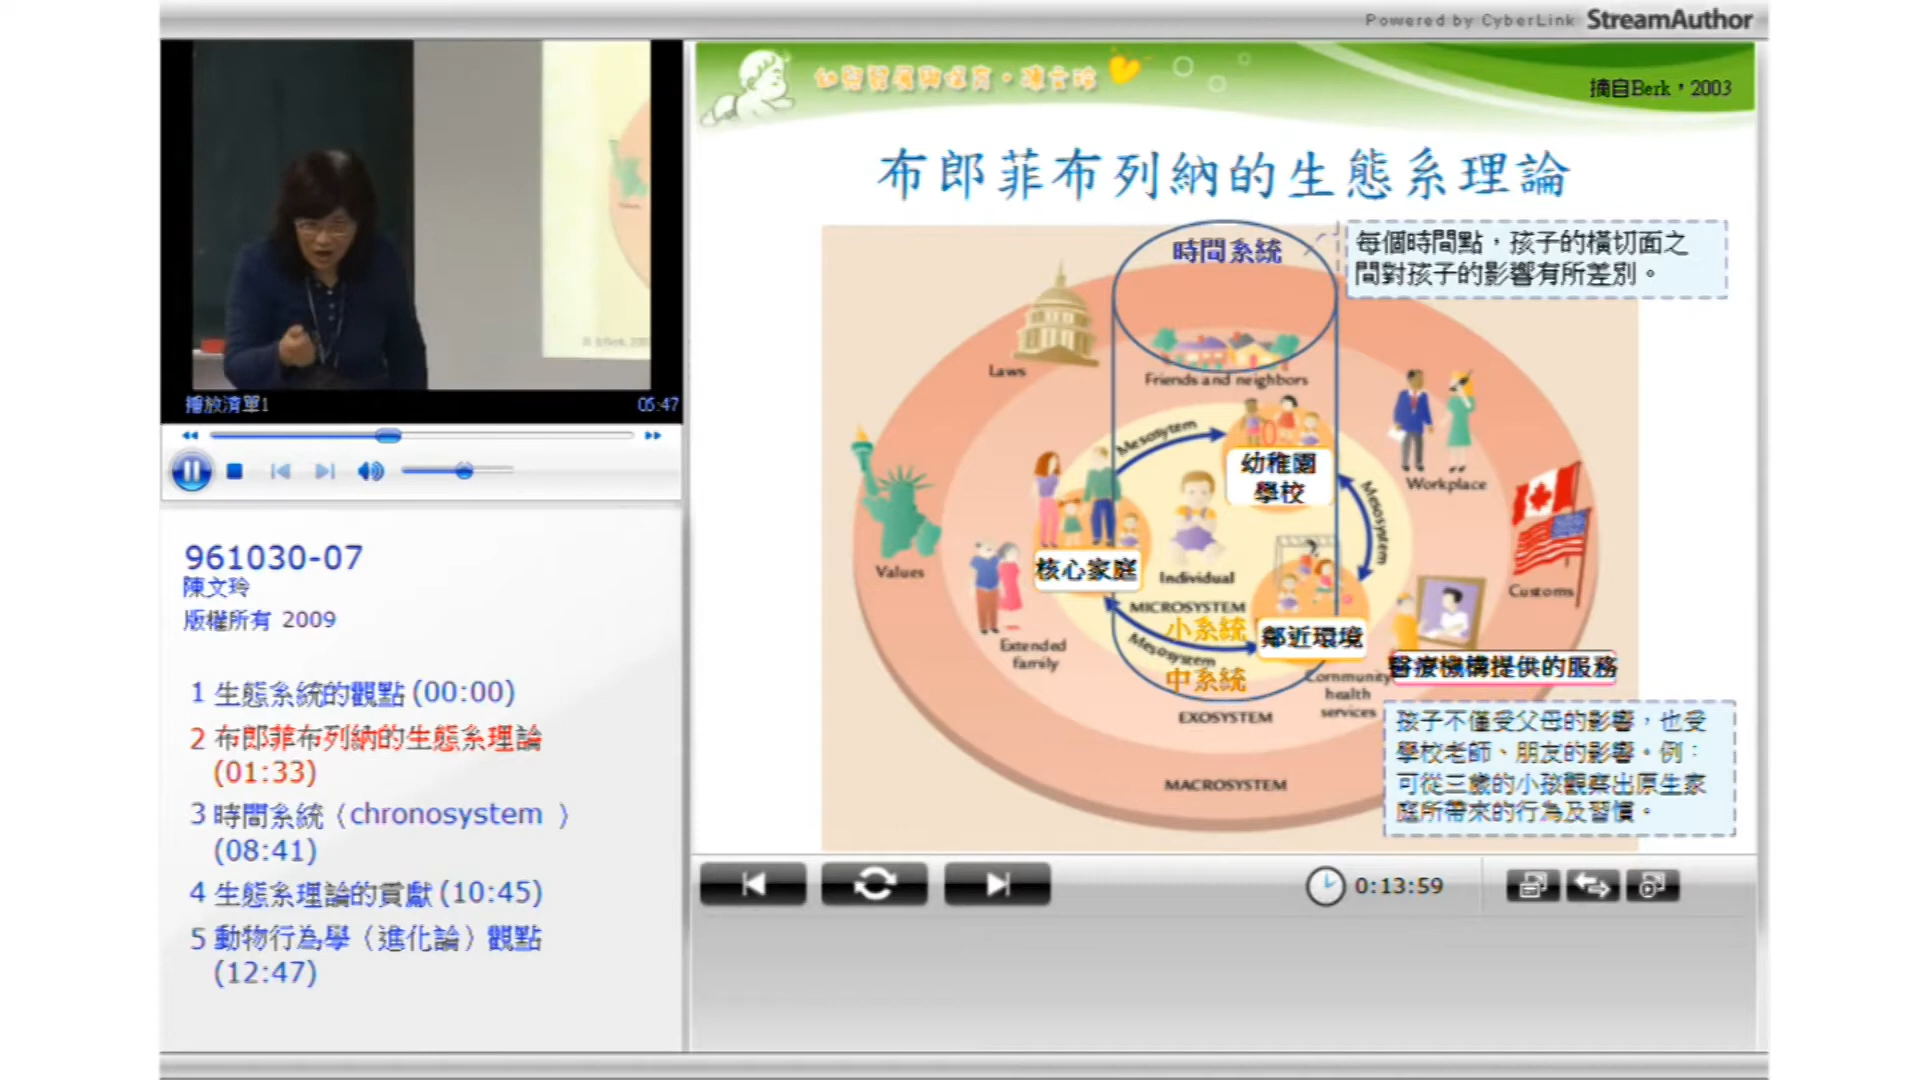 Powered by CyberLink StreamAuthor
播放清單1
05:47
961030-07
陳文玲
版權所有 2009
1 生態系統的觀點 (00:00)
2 布郎菲布列納的生態系理論
(01:33)
3 時間系統（chronosystem ）
(08:41)
4 生態系理論的貢獻 (10:45)
5 動物行為學（進化論）觀點
(12:47)
幼兒發展與保育。陳文玲
摘自Berk，2003
布郎菲布列納的生態系理論
時間系統
每個時間點，孩子的橫切面之
間對孩子的影響有所差別。
Laws
Friends and neighbors
Mesosytem
幼稚園
學校
Workplace
Mesosystem
Values
核心家庭
Individual
Customs
MICROSYSTEM
小系統
鄰近環境
Extended
family
Mesosystem
中系統
醫療機構提供的服務
Community
health
services
EXOSYSTEM
孩子不僅受父母的影響，也受
學校老師、朋友的影響。例：
可從三歲的小孩觀察出原生家
庭所帶來的行為及習慣。
MACROSYSTEM
0:13:59